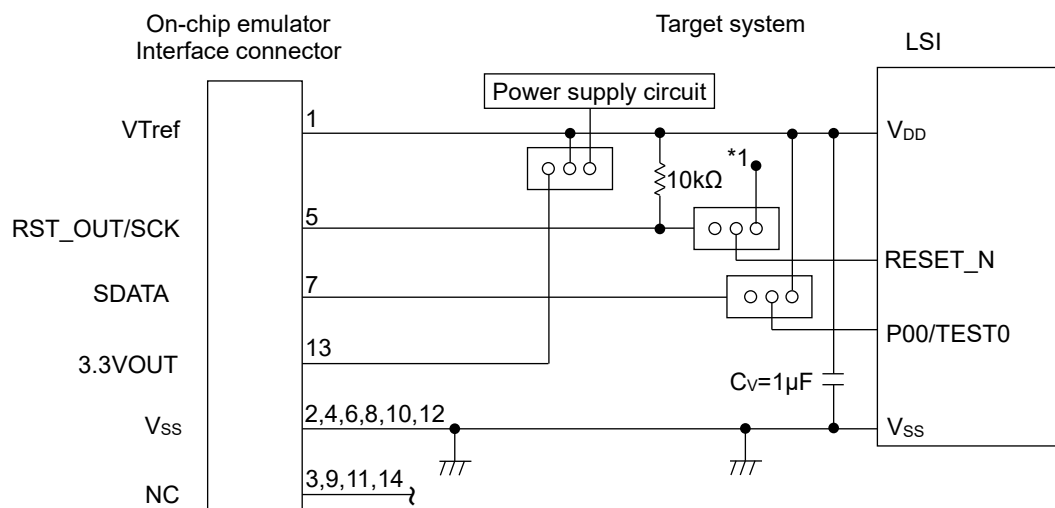 On-chip emulator
Interface connector
Target system
LSI
Power supply circuit
VTref
1
VDD
*1
10kΩ
RST_OUT/SCK
5
RESET_N
SDATA
7
P00/TEST0
3.3VOUT
13
CV=1µF
VSS
2,4,6,8,10,12
VSS
NC
3,9,11,14